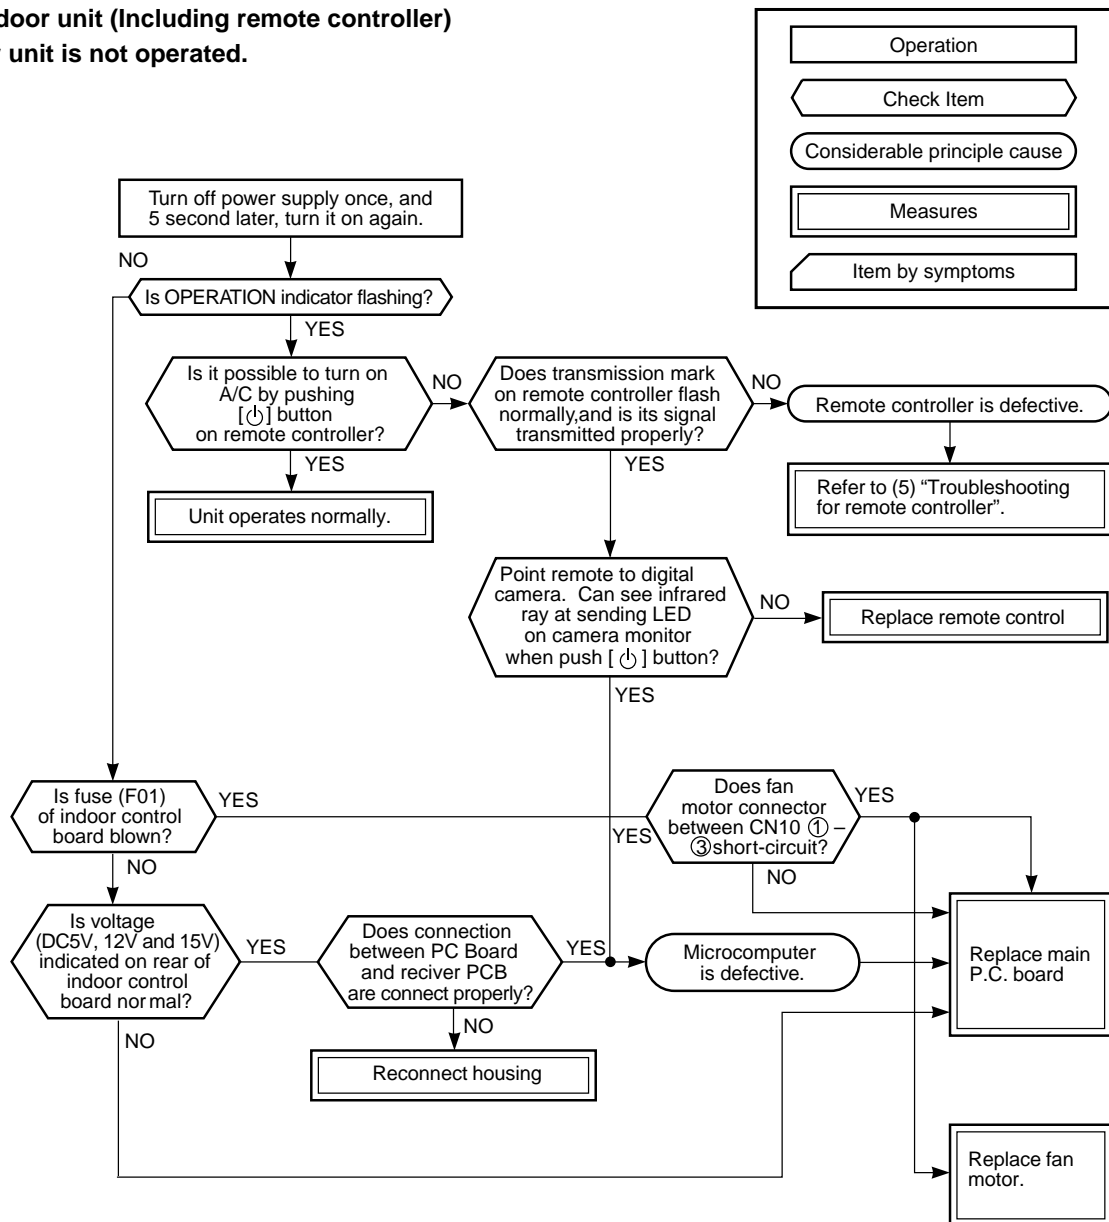 door unit (Including remote controller)
unit is not operated.
Operation
Check Item
Considerable principle cause
Measures
Item by symptoms
Turn off power supply once, and
5 second later, turn it on again.
NO
Is OPERATION indicator flashing?
YES
Is it possible to turn on
A/C by pushing
[⏻] button
on remote controller?
NO
Does transmission mark
on remote controller flash
normally,and is its signal
transmitted properly?
NO
Remote controller is defective.
YES
YES
Unit operates normally.
Refer to (5) “Troubleshooting
for remote controller”.
Point remote to digital
camera. Can see infrared
ray at sending LED
on camera monitor
when push [⏻] button?
NO
Replace remote control
YES
Is fuse (F01)
of indoor control
board blown?
YES
YES
Does fan
motor connector
between CN10 ① –
③short-circuit?
YES
NO
NO
Is voltage
(DC5V, 12V and 15V)
indicated on rear of
indoor control
board normal?
YES
Does connection
between PC Board
and reciver PCB
are connect properly?
YES
Microcomputer
is defective.
Replace main
P.C. board
NO
NO
Reconnect housing
Replace fan
motor.